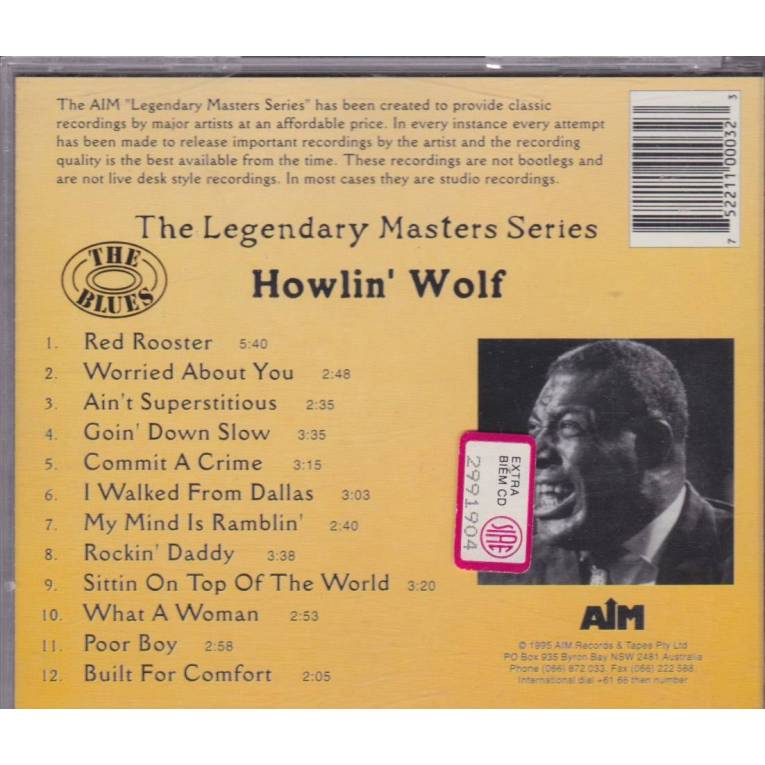 The AIM "Legendary Masters Series" has been created to provide classic
recordings by major artists at an affordable price. In every instance every attempt
has been made to release important recordings by the artist and the recording
quality is the best available from the time. These recordings are not bootlegs and
are not live desk style recordings. In most cases they are studio recordings.
7 52211 00032 3
The Legendary Masters Series
THE
BLUES
Howlin' Wolf
1. Red Rooster 5:40
2. Worried About You 2:48
3. Ain't Superstitious 2:35
4. Goin' Down Slow 3:35
5. Commit A Crime 3:15
6. I Walked From Dallas 3:03
7. My Mind Is Ramblin' 2:40
8. Rockin' Daddy 3:38
9. Sittin On Top Of The World 3:20
10. What A Woman 2:53
11. Poor Boy 2:58
12. Built For Comfort 2:05
EXTRA
BIEM CD
SIAE
2991904
AIM
© 1995 AIM Records & Tapes Pty Ltd
PO Box 935 Byron Bay NSW 2481 Australia
Phone (066) 872 033. Fax (066) 222 588.
International dial +61 66 then number